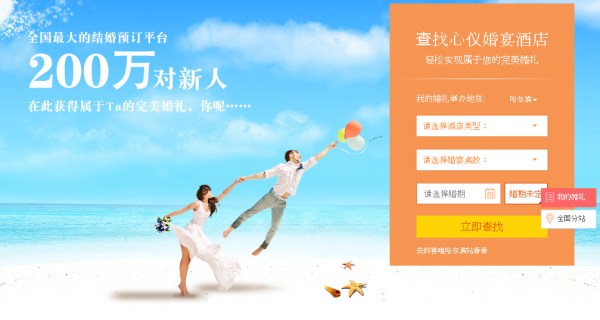 全国最大的结婚预订平台
200万对新人
在此获得属于Ta的完美婚礼，你呢……
查找心仪婚宴酒店
轻松实现属于您的完美婚礼
我的婚礼举办地在：
哈尔滨
请选择酒店类型：
请选择婚宴桌数：
请选择婚期
婚期未定
我的婚礼
全国分站
立即查找
去到喜啦哈尔滨站看看